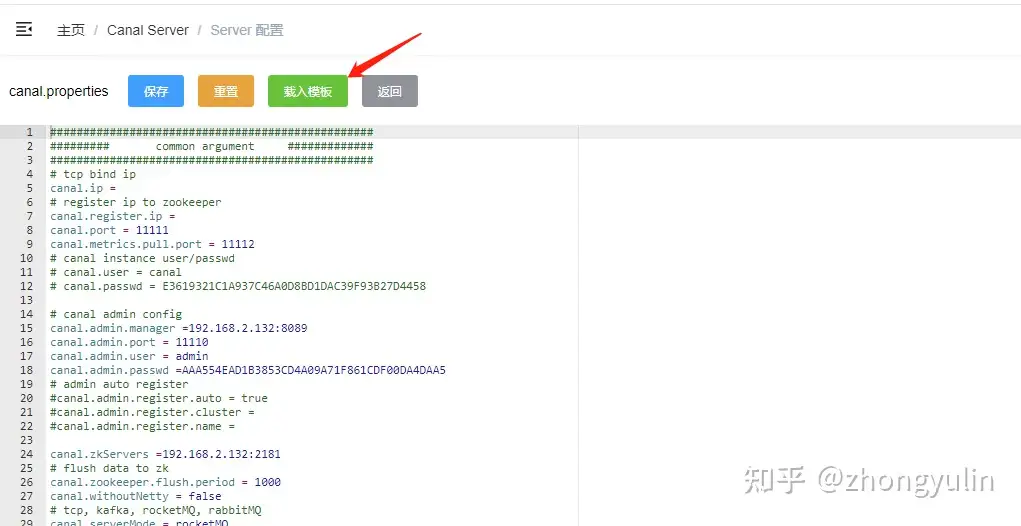 主页 / Canal Server / Server 配置
canal.properties 保存 重置 载入模板 返回
1 #################################################
2 ######### common argument #############
3 #################################################
4 # tcp bind ip
5 canal.ip =
6 # register ip to zookeeper
7 canal.register.ip =
8 canal.port = 11111
9 canal.metrics.pull.port = 11112
10 # canal instance user/passwd
11 # canal.user = canal
12 # canal.passwd = E3619321C1A937C46A0D8BD1DAC39F93B27D4458
13
14 # canal admin config
15 canal.admin.manager =192.168.2.132:8089
16 canal.admin.port = 11110
17 canal.admin.user = admin
18 canal.admin.passwd =AAA554EAD1B3853CD4A09A71F861CDF00DA4DAA5
19 # admin auto register
20 #canal.admin.register.auto = true
21 #canal.admin.register.cluster =
22 #canal.admin.register.name =
23
24 canal.zkServers =192.168.2.132:2181
25 # flush data to zk
26 canal.zookeeper.flush.period = 1000
27 canal.withoutNetty = false
28 # tcp, kafka, rocketMQ, rabbitMQ
29 canal.serverMode = rocketMQ
知乎 @zhongyulin